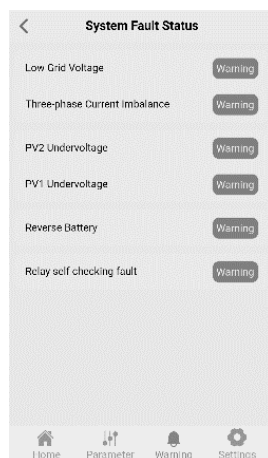 System Fault Status
Low Grid Voltage Warning
Three-phase Current Imbalance Warning
PV2 Undervoltage Warning
PV1 Undervoltage Warning
Reverse Battery Warning
Relay self checking fault Warning
Home Parameter Warning Settings